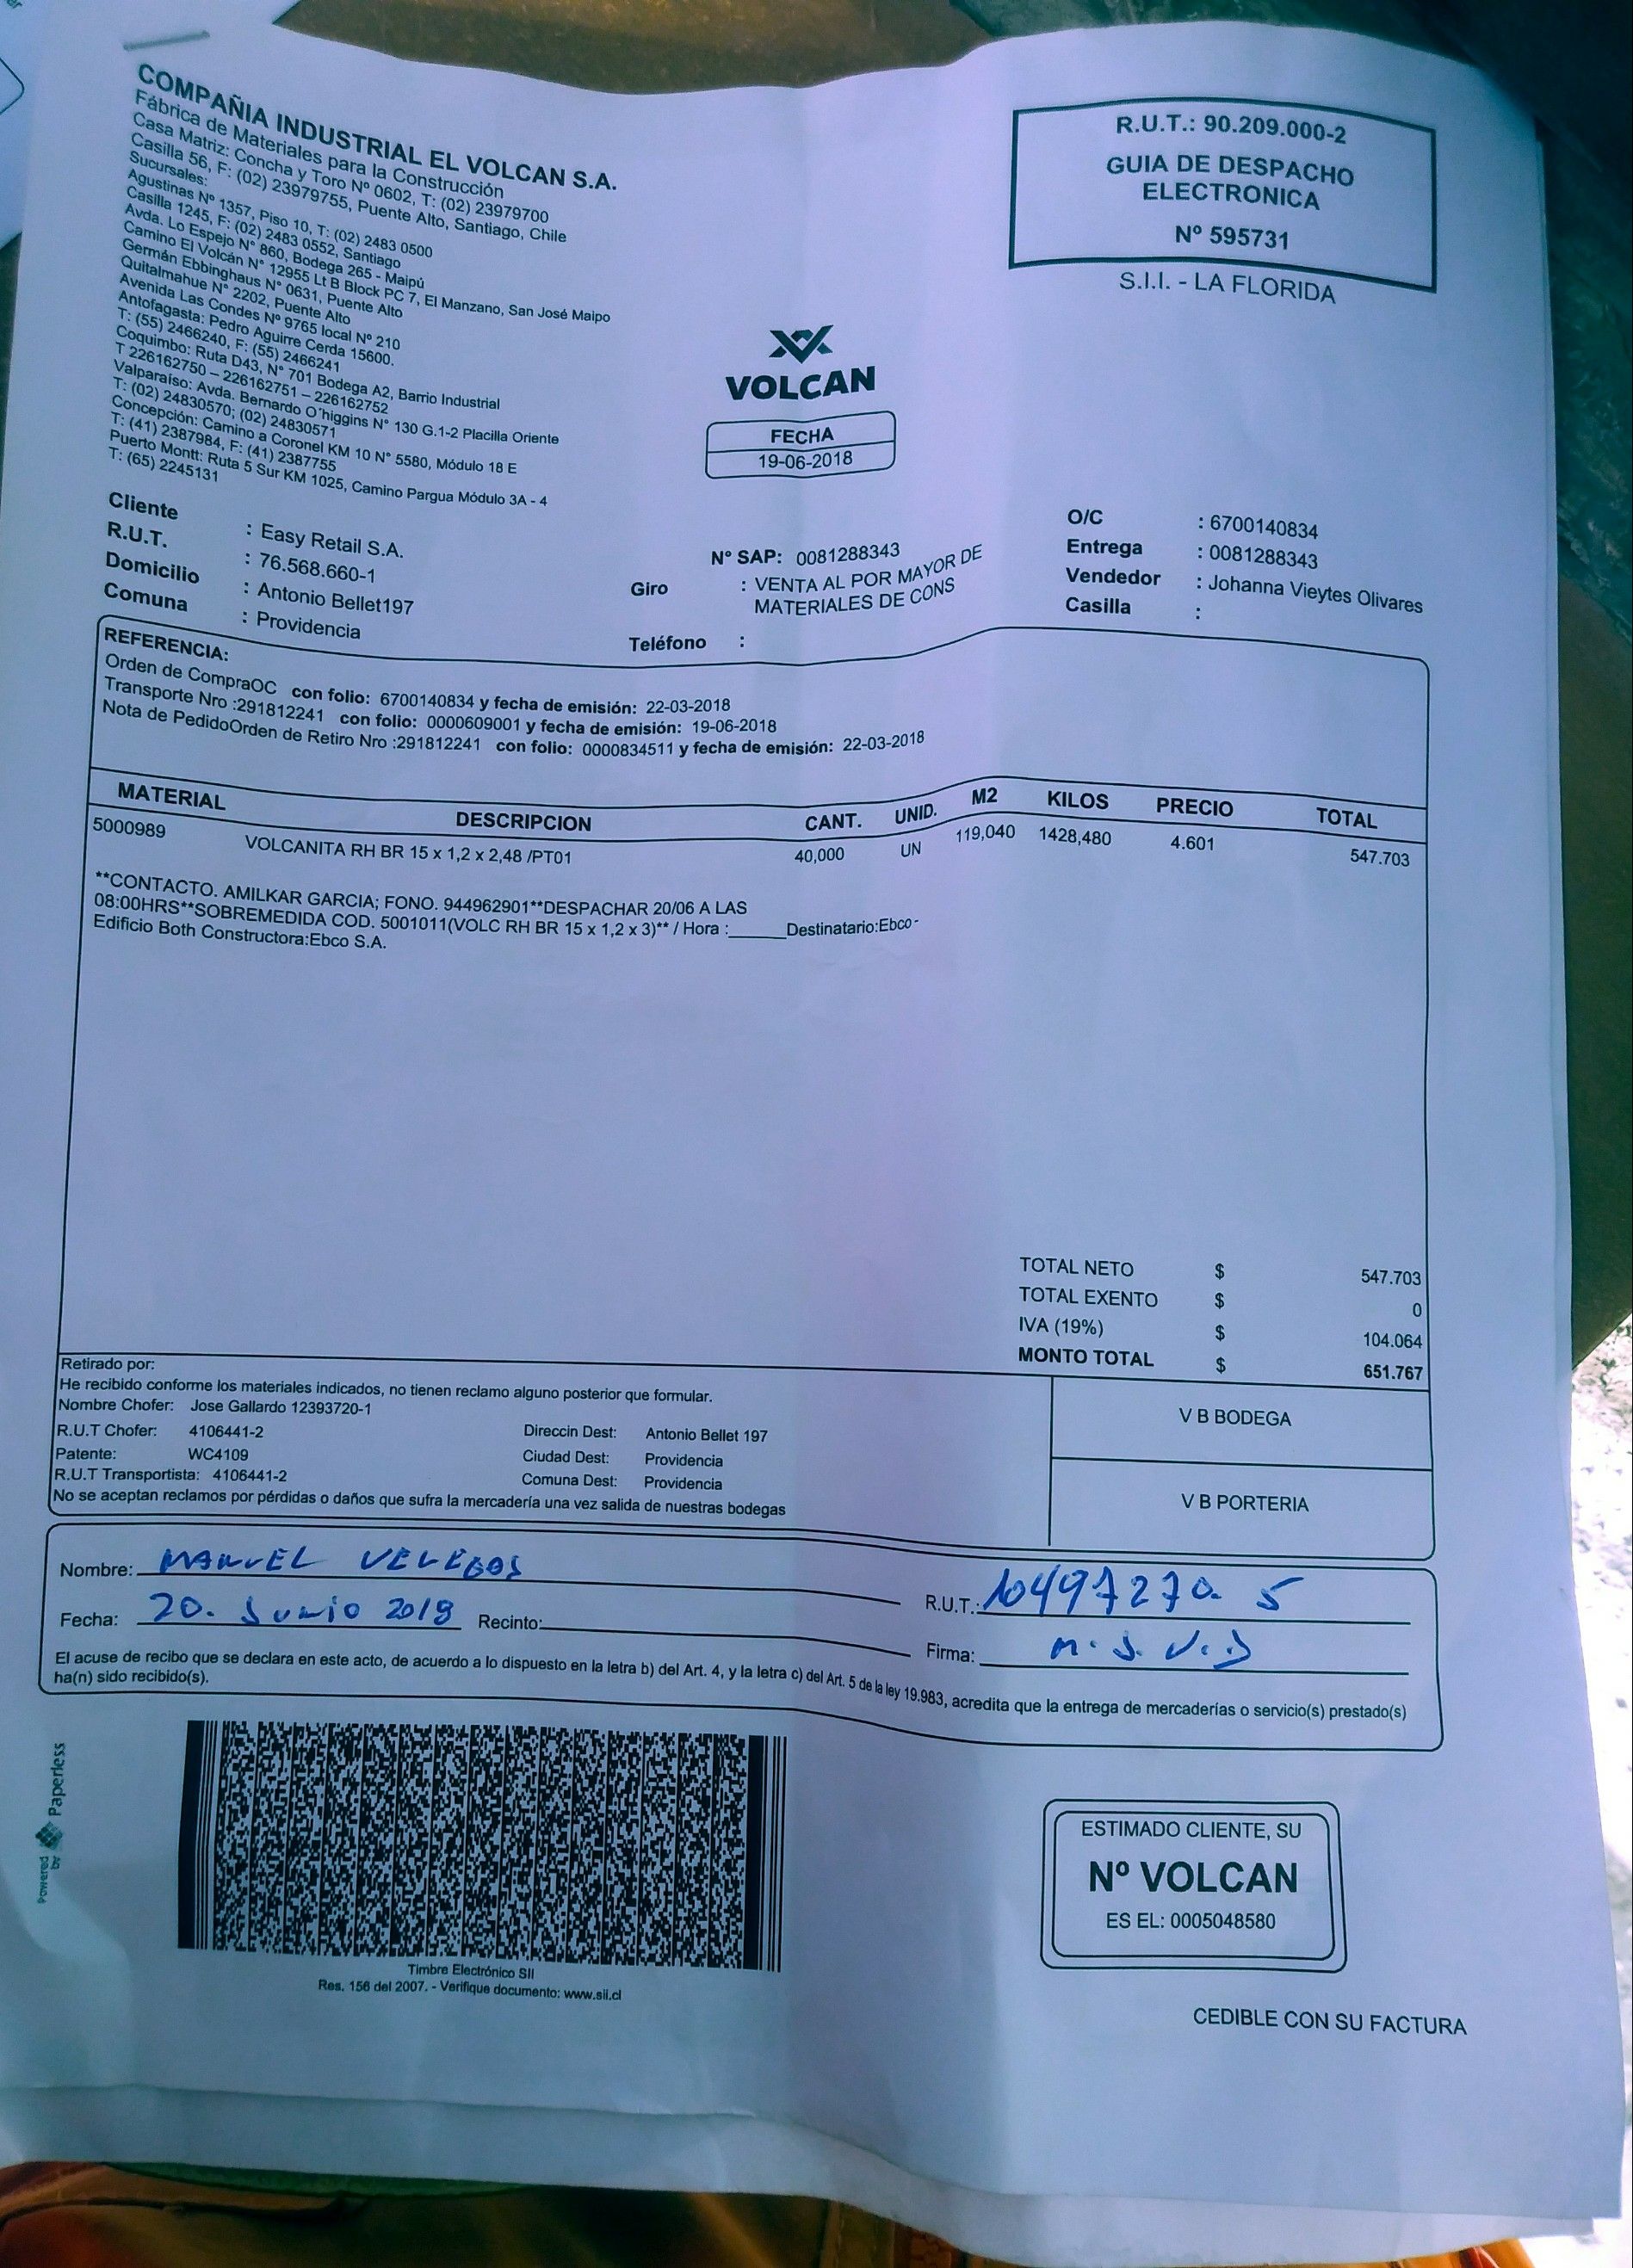 COMPAÑIA INDUSTRIAL EL VOLCAN S.A.
Fábrica de Materiales para la Construcción
Casa Matriz: Concha y Toro Nº 0602, T: (02) 23979700
Casilla 56, F: (02) 23979755, Puente Alto, Santiago, Chile
Sucursales:
Agustinas Nº 1357, Piso 10, T: (02) 2483 0500
Casilla 1245, F: (02) 2483 0552, Santiago
Avda. Lo Espejo N° 860, Bodega 265 - Maipú
Camino El Volcán N° 12955 Lt B Block PC 7, El Manzano, San José Maipo
Germán Ebbinghaus N° 0631, Puente Alto
Quitalmahue N° 2202, Puente Alto
Avenida Las Condes Nº 9765 local Nº 210
Antofagasta: Pedro Aguirre Cerda 15600.
T: (55) 2466240, F: (55) 2466241
Coquimbo: Ruta D43, N° 701 Bodega A2, Barrio Industrial
T 226162750 – 226162751 – 226162752
Valparaíso: Avda. Bernardo O'higgins N° 130 G.1-2 Placilla Oriente
T: (02) 24830570; (02) 24830571
Concepción: Camino a Coronel KM 10 N° 5580, Módulo 18 E
T: (41) 2387984, F: (41) 2387755
Puerto Montt: Ruta 5 Sur KM 1025, Camino Pargua Módulo 3A - 4
T: (65) 2245131
R.U.T.: 90.209.000-2
GUIA DE DESPACHO
ELECTRONICA
Nº 595731
S.I.I. - LA FLORIDA
VOLCAN
FECHA
19-06-2018
Cliente : Easy Retail S.A.
R.U.T. : 76.568.660-1
Domicilio : Antonio Bellet197
Comuna : Providencia
N° SAP: 0081288343
Giro : VENTA AL POR MAYOR DE
MATERIALES DE CONS
Teléfono :
O/C : 6700140834
Entrega : 0081288343
Vendedor : Johanna Vieytes Olivares
Casilla :
REFERENCIA:
Orden de CompraOC con folio: 6700140834 y fecha de emisión: 22-03-2018
Transporte Nro :291812241 con folio: 0000609001 y fecha de emisión: 19-06-2018
Nota de PedidoOrden de Retiro Nro :291812241 con folio: 0000834511 y fecha de emisión: 22-03-2018
MATERIAL DESCRIPCION CANT. UNID. M2 KILOS PRECIO TOTAL
5000989 VOLCANITA RH BR 15 x 1,2 x 2,48 /PT01 40,000 UN 119,040 1428,480 4.601 547.703
**CONTACTO. AMILKAR GARCIA; FONO. 944962901**DESPACHAR 20/06 A LAS
08:00HRS**SOBREMEDIDA COD. 5001011(VOLC RH BR 15 x 1,2 x 3)** / Hora :______Destinatario:Ebco-
Edificio Both Constructora:Ebco S.A.
TOTAL NETO $ 547.703
TOTAL EXENTO $ 0
IVA (19%) $ 104.064
MONTO TOTAL $ 651.767
Retirado por:
He recibido conforme los materiales indicados, no tienen reclamo alguno posterior que formular.
Nombre Chofer: Jose Gallardo 12393720-1
R.U.T Chofer: 4106441-2 Direccin Dest: Antonio Bellet 197
Patente: WC4109 Ciudad Dest: Providencia
R.U.T Transportista: 4106441-2 Comuna Dest: Providencia
No se aceptan reclamos por pérdidas o daños que sufra la mercadería una vez salida de nuestras bodegas
V B BODEGA
V B PORTERIA
Nombre: MANUEL R.U.T.:
Fecha: 20. Junio 2018 Recinto: Firma:
El acuse de recibo que se declara en este acto, de acuerdo a lo dispuesto en la letra b) del Art. 4, y la letra c) del Art. 5 de la ley 19.983, acredita que la entrega de mercaderías o servicio(s) prestado(s)
ha(n) sido recibido(s).
Powered by Paperless
Timbre Electrónico SII
Res. 156 del 2007. - Verifique documento: www.sii.cl
ESTIMADO CLIENTE, SU
Nº VOLCAN
ES EL: 0005048580
CEDIBLE CON SU FACTURA